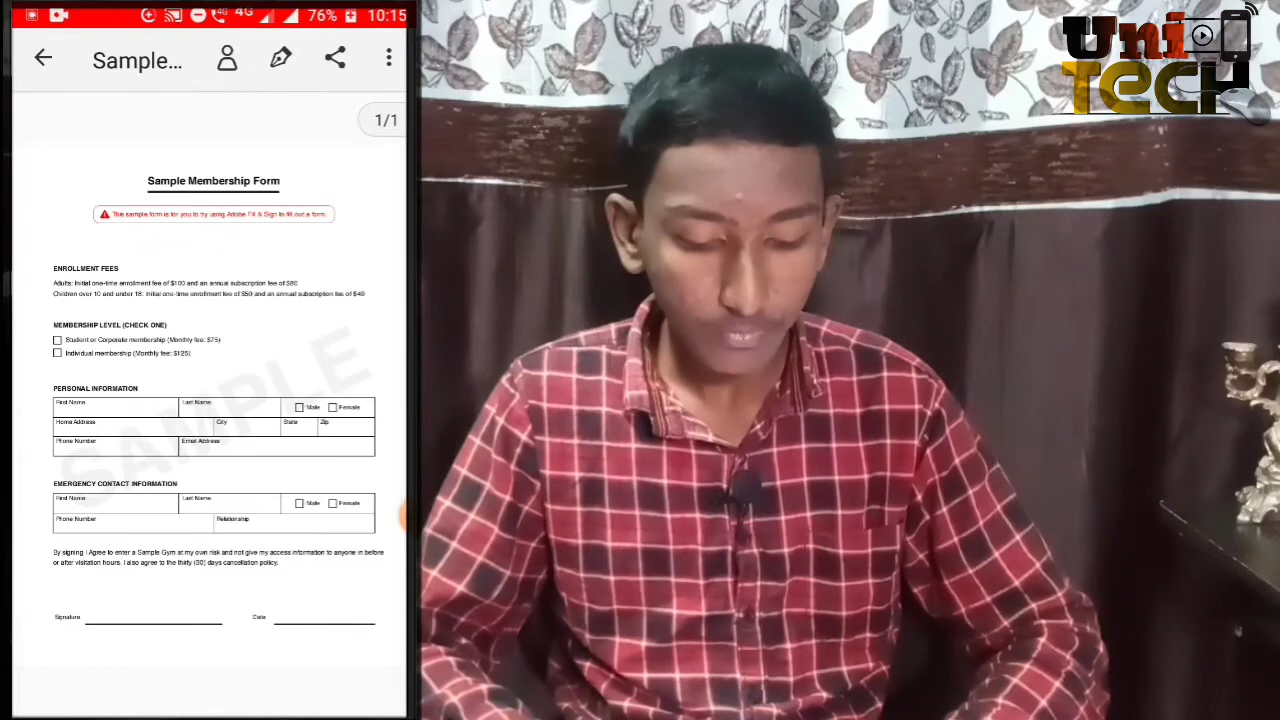 4G 4G 76% 10:15
Sample...
1/1
Sample Membership Form
This sample form is for you to try using Adobe Fill & Sign to fill out a form.
ENROLLMENT FEES
Adults: Initial one-time enrollment fee of $100 and an annual subscription fee of $80
Children over 10 and under 18: Initial one-time enrollment fee of $50 and an annual subscription fee of $40
MEMBERSHIP LEVEL (CHECK ONE)
Student or Corporate membership (Monthly fee: $75)
Individual membership (Monthly fee: $125)
PERSONAL INFORMATION
First Name Last Name Male Female
Home Address City State Zip
Phone Number Email Address
EMERGENCY CONTACT INFORMATION
First Name Last Name Male Female
Phone Number Relationship
By signing I Agree to enter a Sample Gym at my own risk and not give my access information to anyone in before
or after visitation hours. I also agree to the thirty (30) days cancellation policy.
Signature Date
SAMPLE
Uni
TECH